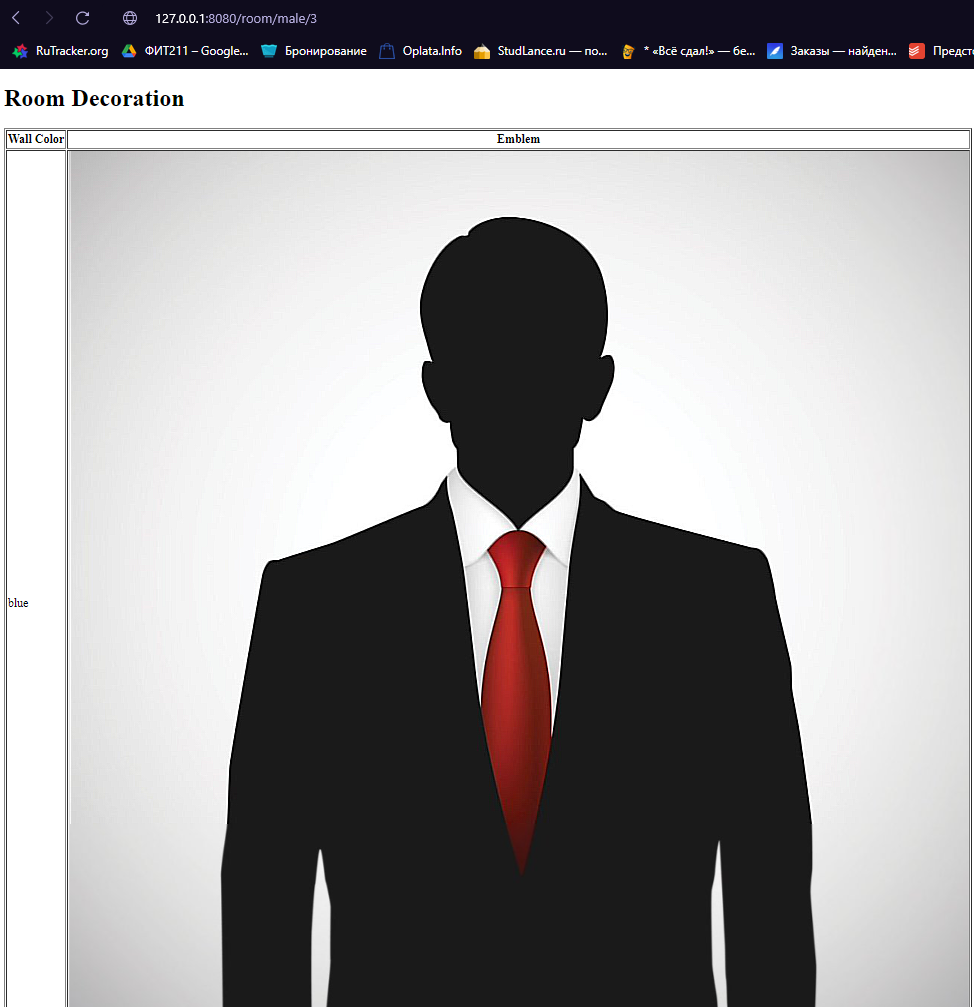 127.0.0.1:8080/room/male/3
RuTracker.org ФИТ211 – Google... Бронирование Oplata.Info StudLance.ru — по... * «Всё сдал!» — бе... Заказы — найден... Предсто
Room Decoration
Wall Color Emblem
blue